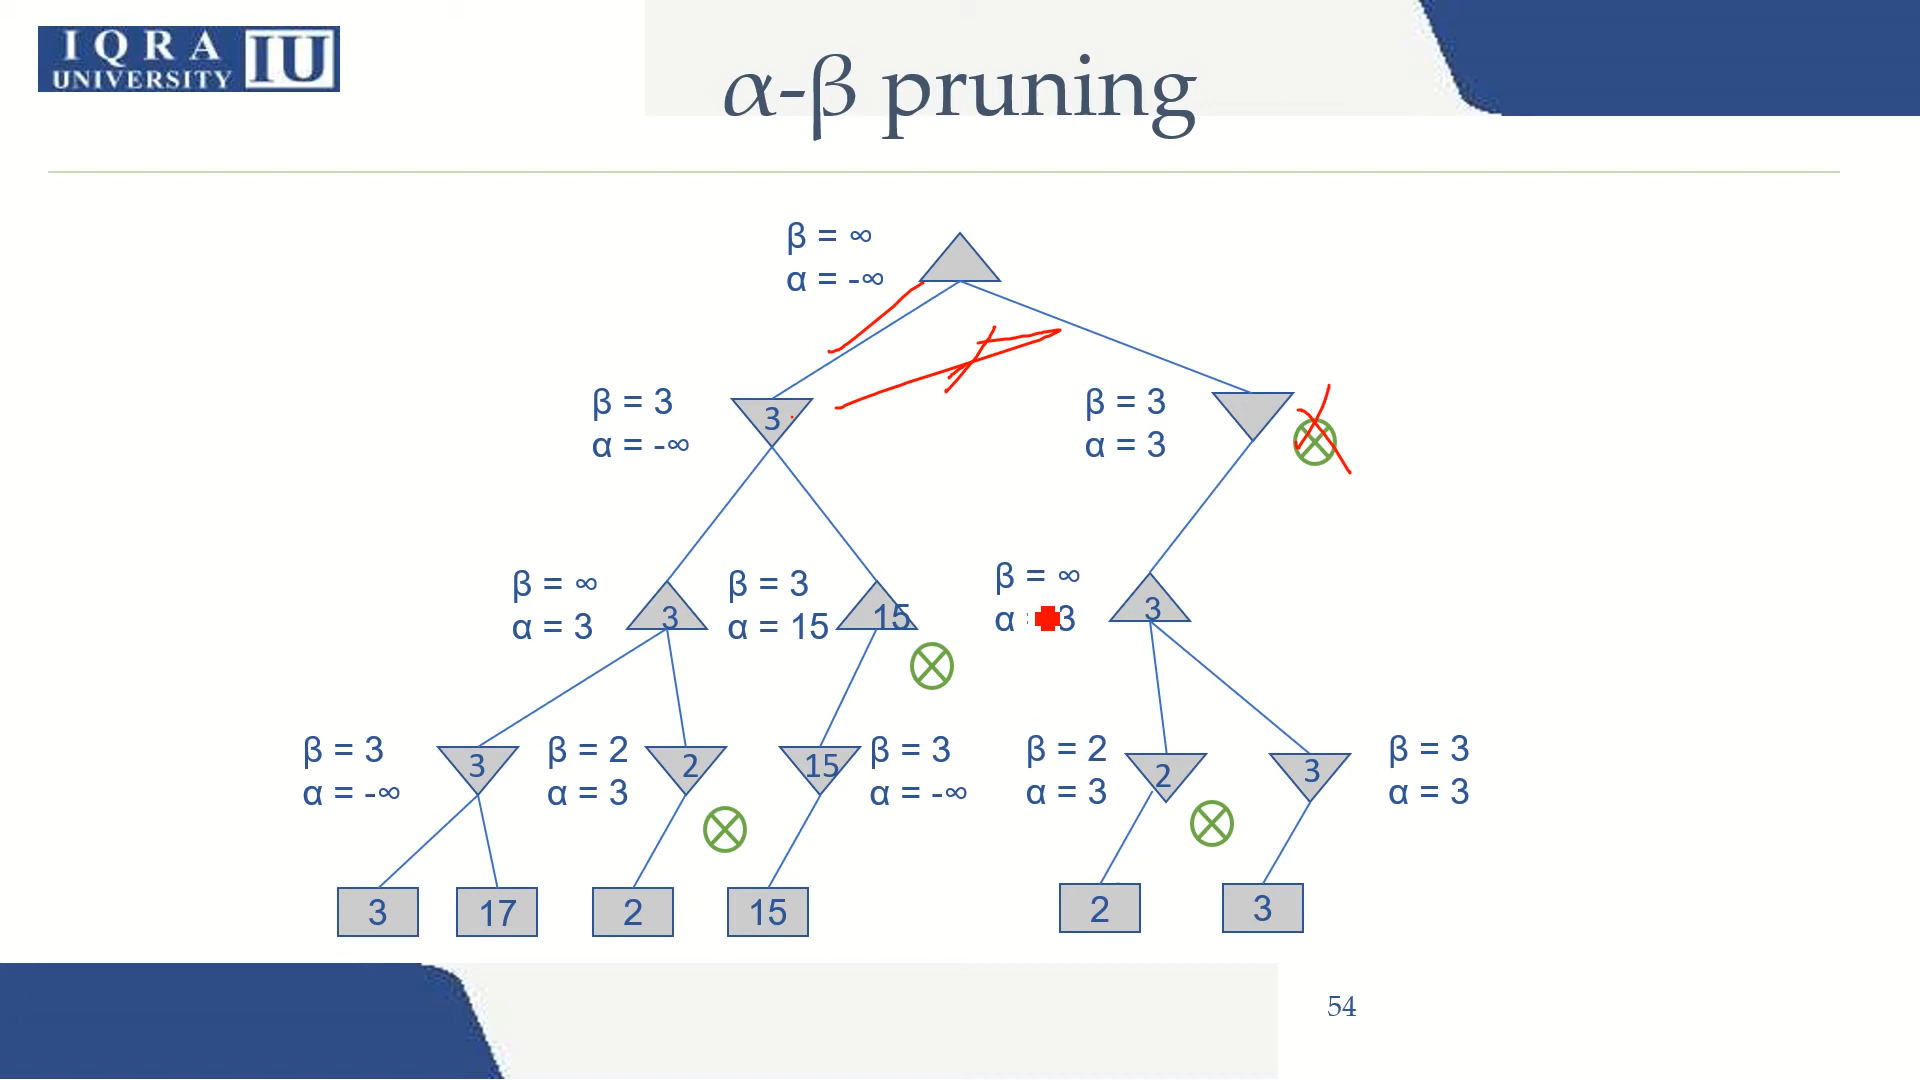 IQRA
UNIVERSITY IU
α-β pruning
β = ∞
α = -∞
β = 3
α = -∞
3
β = 3
α = 3
β = ∞
α = 3
3
β = 3
α = 15
15
β = ∞
α 3
3
β = 3
α = -∞
3
β = 2
α = 3
2
15
β = 3
α = -∞
β = 2
α = 3
2
3
β = 3
α = 3
3
17
2
15
2
3
54